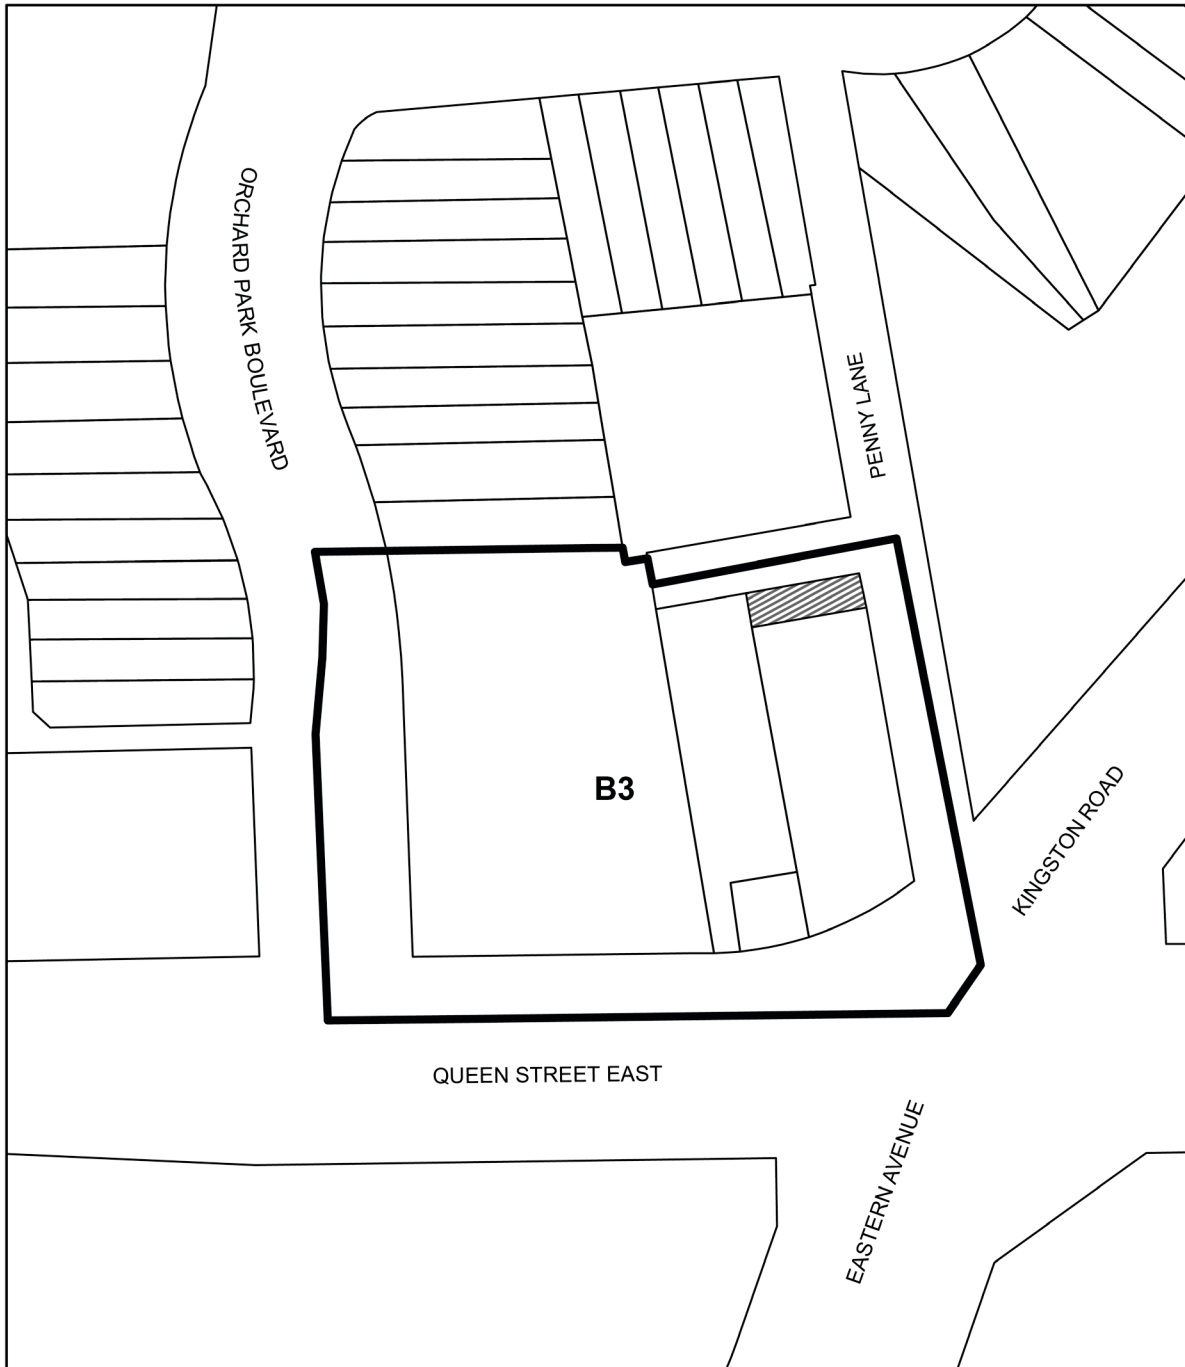 ORCHARD PARK BOULEVARD
PENNY LANE
B3
KINGSTON ROAD
QUEEN STREET EAST
EASTERN AVENUE